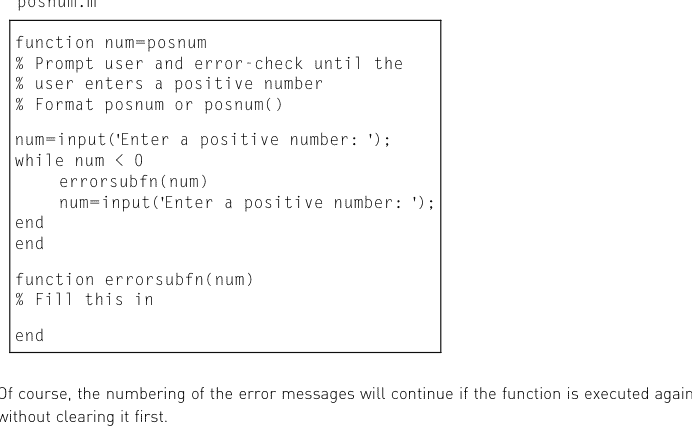 posnum.m
function num=posnum
% Prompt user and error-check until the
% user enters a positive number
% Format posnum or posnum()
num=input('Enter a positive number: ');
while num < 0
errorsubfn(num)
num=input('Enter a positive number: ');
end
end
function errorsubfn(num)
% Fill this in
end
Of course, the numbering of the error messages will continue if the function is executed again
without clearing it first.